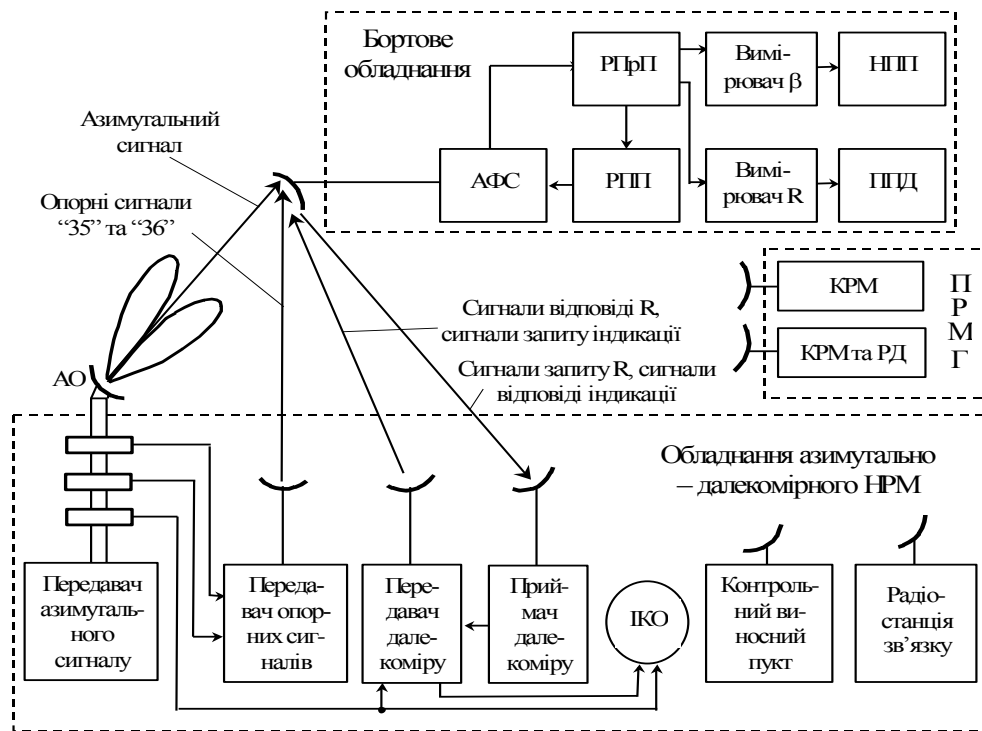 Бортове
обладнання
РПрП
Вимі-
рювач β
НПП
АФС
РПП
Вимі-
рювач R
ППД
Азимутальний
сигнал
Опорні сигнали
“35” та “36”
КРМ
КРМ та РД
П
Р
М
Г
Сигнали відповіді R,
сигнали запиту індикації
Сигнали запиту R, сигнали
відповіді індикації
АО
Обладнання азимутально
– далекомірного НРМ
Передавач
азимуталь-
ного
сигналу
Переда-
вач опор-
них сиг-
налів
Пере-
давач
дале-
коміру
Прий-
мач
дале-
коміру
ІКО
Контроль-
ний ви-
носний
пукт
Радіо-
станція
зв’язку